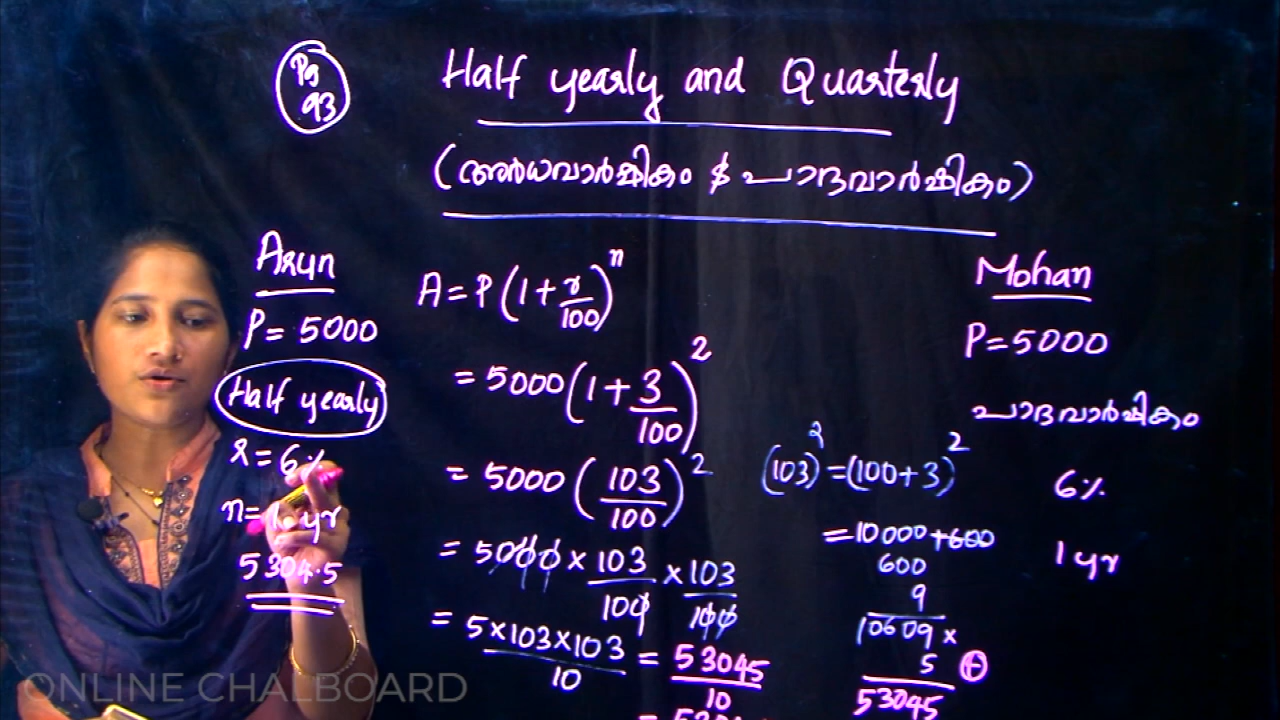 Pg 93
Half yearly and Quarterly
(അർധവാർഷികം & പാദവാർഷികം)
Arun
P = 5000
Half yearly
r = 6%
n = 1 yr
5304.5
A = P(1 + r/100)^n
= 5000(1 + 3/100)^2
= 5000(103/100)^2
= 5000 × 103/100 × 103/100
= 5×103×103/10 = 53045/10
(103)^2 = (100+3)^2
= 10000+600
600
9
10609 ×
5 +
53045
Mohan
P = 5000
പാദവാർഷികം
6%
1 yr
ONLINE CHALBOARD